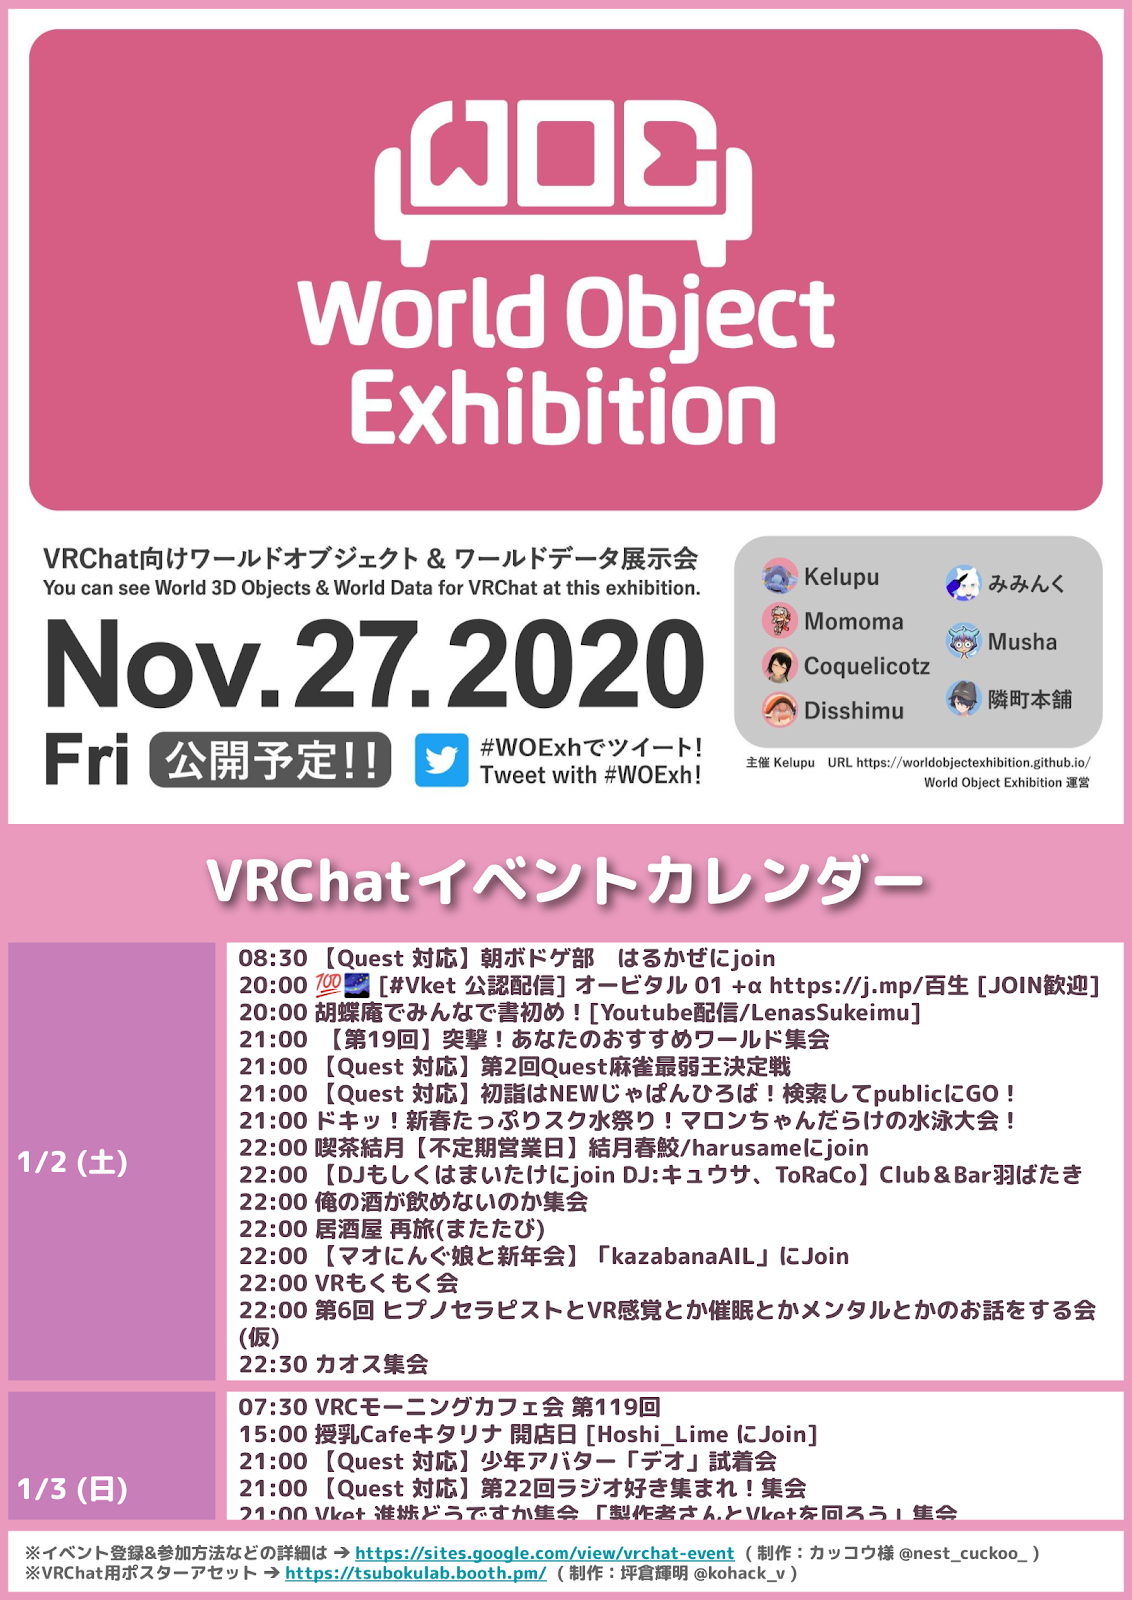 WOE
World Object
Exhibition
VRChat向けワールドオブジェクト & ワールドデータ展示会
You can see World 3D Objects & World Data for VRChat at this exhibition.
Nov.27.2020
Fri 公開予定!!
#WOExhでツイート!
Tweet with #WOExh!
Kelupu
Momoma
Coquelicotz
Disshimu
みみんく
Musha
隣町本舗
主催 Kelupu URL https://worldobjectexhibition.github.io/
World Object Exhibition 運営
VRChatイベントカレンダー
1/2 (土)
08:30 【Quest 対応】朝ボドゲ部　はるかぜにjoin
20:00 💯🌌 [#Vket 公認配信] オービタル 01 +α https://j.mp/百生 [JOIN歓迎]
20:00 胡蝶庵でみんなで書初め！[Youtube配信/LenasSukeimu]
21:00 【第19回】突撃！あなたのおすすめワールド集会
21:00 【Quest 対応】第2回Quest麻雀最弱王決定戦
21:00 【Quest 対応】初詣はNEWじゃぱんひろば！検索してpublicにGO！
21:00 ドキッ！新春たっぷりスク水祭り！マロンちゃんだらけの水泳大会！
22:00 喫茶結月【不定期営業日】結月春鮫/harusameにjoin
22:00 【DJもしくはまいたけにjoin DJ:キュウサ、ToRaCo】Club＆Bar羽ばたき
22:00 俺の酒が飲めないのか集会
22:00 居酒屋 再旅(またたび)
22:00 【マオにんぐ娘と新年会】「kazabanaAIL」にJoin
22:00 VRもくもく会
22:00 第6回 ヒプノセラピストとVR感覚とか催眠とかメンタルとかのお話をする会
(仮)
22:30 カオス集会
1/3 (日)
07:30 VRCモーニングカフェ会 第119回
15:00 授乳Cafeキタリナ 開店日 [Hoshi_Lime にJoin]
21:00 【Quest 対応】少年アバター「デオ」試着会
21:00 【Quest 対応】第22回ラジオ好き集まれ！集会
21:00 Vket 進捗どうですか集会 「製作者さんとVketを回ろう」集会
※イベント登録&参加方法などの詳細は ➔ https://sites.google.com/view/vrchat-event ( 制作：カッコウ様 @nest_cuckoo_ )
※VRChat用ポスターアセット ➔ https://tsubokulab.booth.pm/ ( 制作：坪倉輝明 @kohack_v )